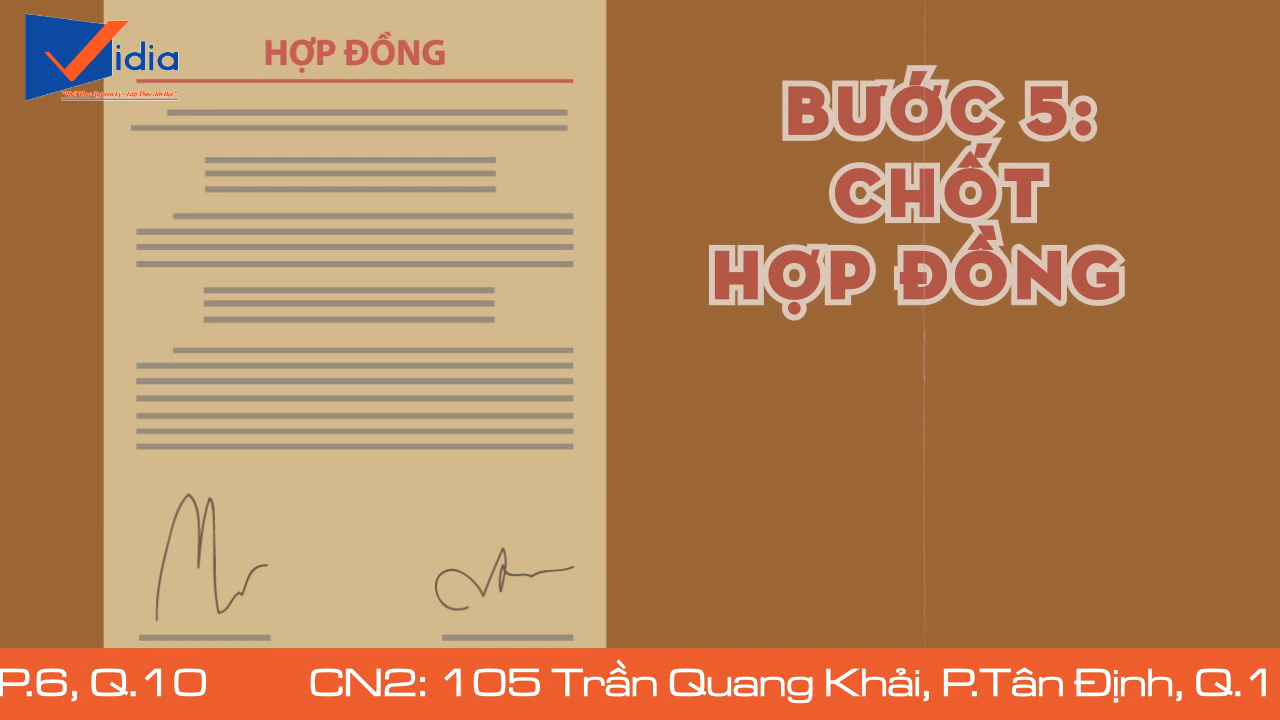 idia
HỢP ĐỒNG
BƯỚC 5:
CHỐT
HỢP ĐỒNG
P.6, Q.10 CN2: 105 Trần Quang Khải, P.Tân Định, Q.1